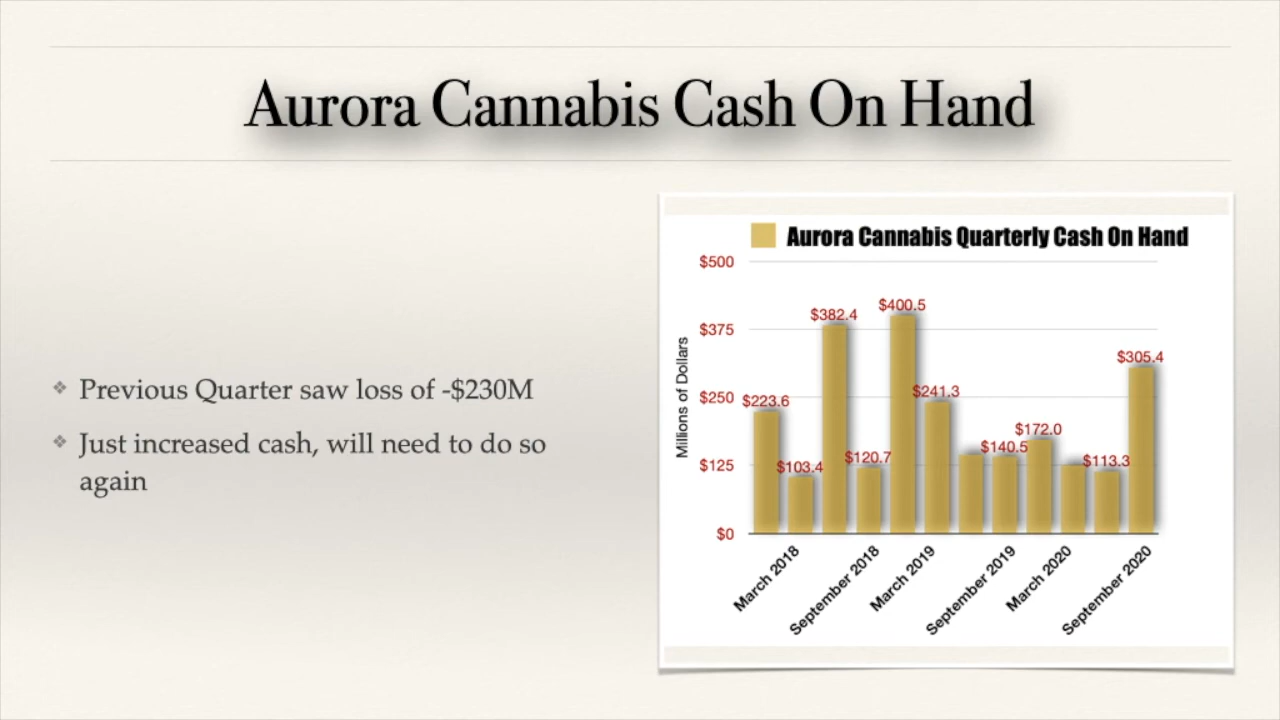 Aurora Cannabis Cash On Hand
❖ Previous Quarter saw loss of -$230M
❖ Just increased cash, will need to do so
again
Aurora Cannabis Quarterly Cash On Hand
Millions of Dollars
$500
$375
$250
$125
$0
$223.6
$103.4
$382.4
$120.7
$400.5
$241.3
$140.5
$172.0
$113.3
$305.4
March 2018
September 2018
March 2019
September 2019
March 2020
September 2020